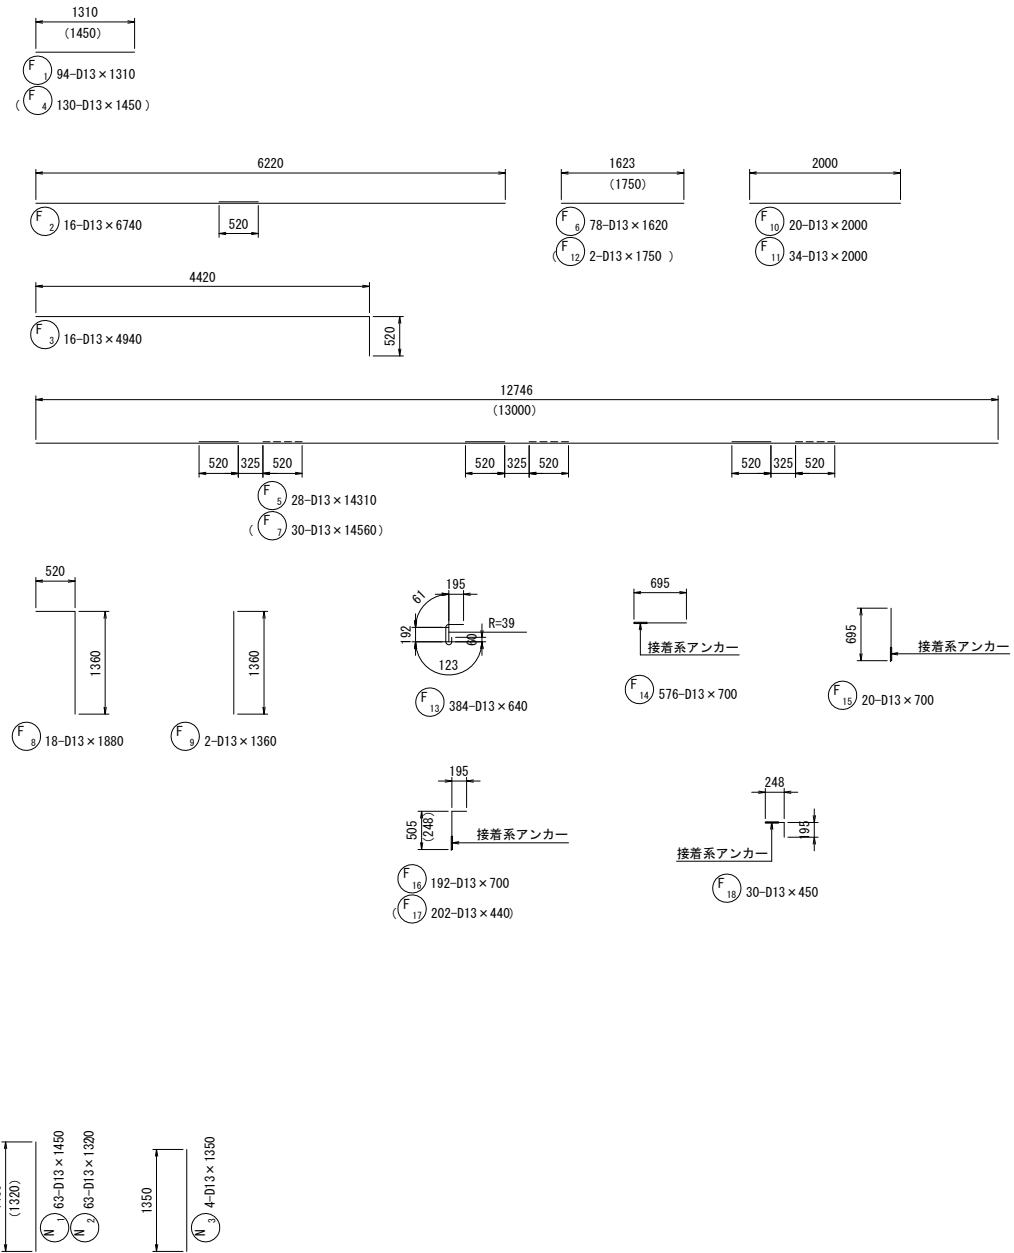 1310
(1450)
F1 94-D13×1310
(F4 130-D13×1450)
6220
520
F2 16-D13×6740
1623
(1750)
F6 78-D13×1620
(F12 2-D13×1750)
2000
F10 20-D13×2000
F11 34-D13×2000
4420
520
F3 16-D13×4940
12746
(13000)
520 325 520
520 325 520
520 325 520
F5 28-D13×14310
(F7 30-D13×14560)
520
1360
F8 18-D13×1880
1360
F9 2-D13×1360
195
61
192
R=39
60
123
F13 384-D13×640
695
接着系アンカー
F14 576-D13×700
695
接着系アンカー
F15 20-D13×700
195
505
(248)
接着系アンカー
F16 192-D13×700
(F17 202-D13×440)
248
195
接着系アンカー
F18 30-D13×450
(1320)
N1 63-D13×1450
N2 63-D13×1320
1350
N3 4-D13×1350